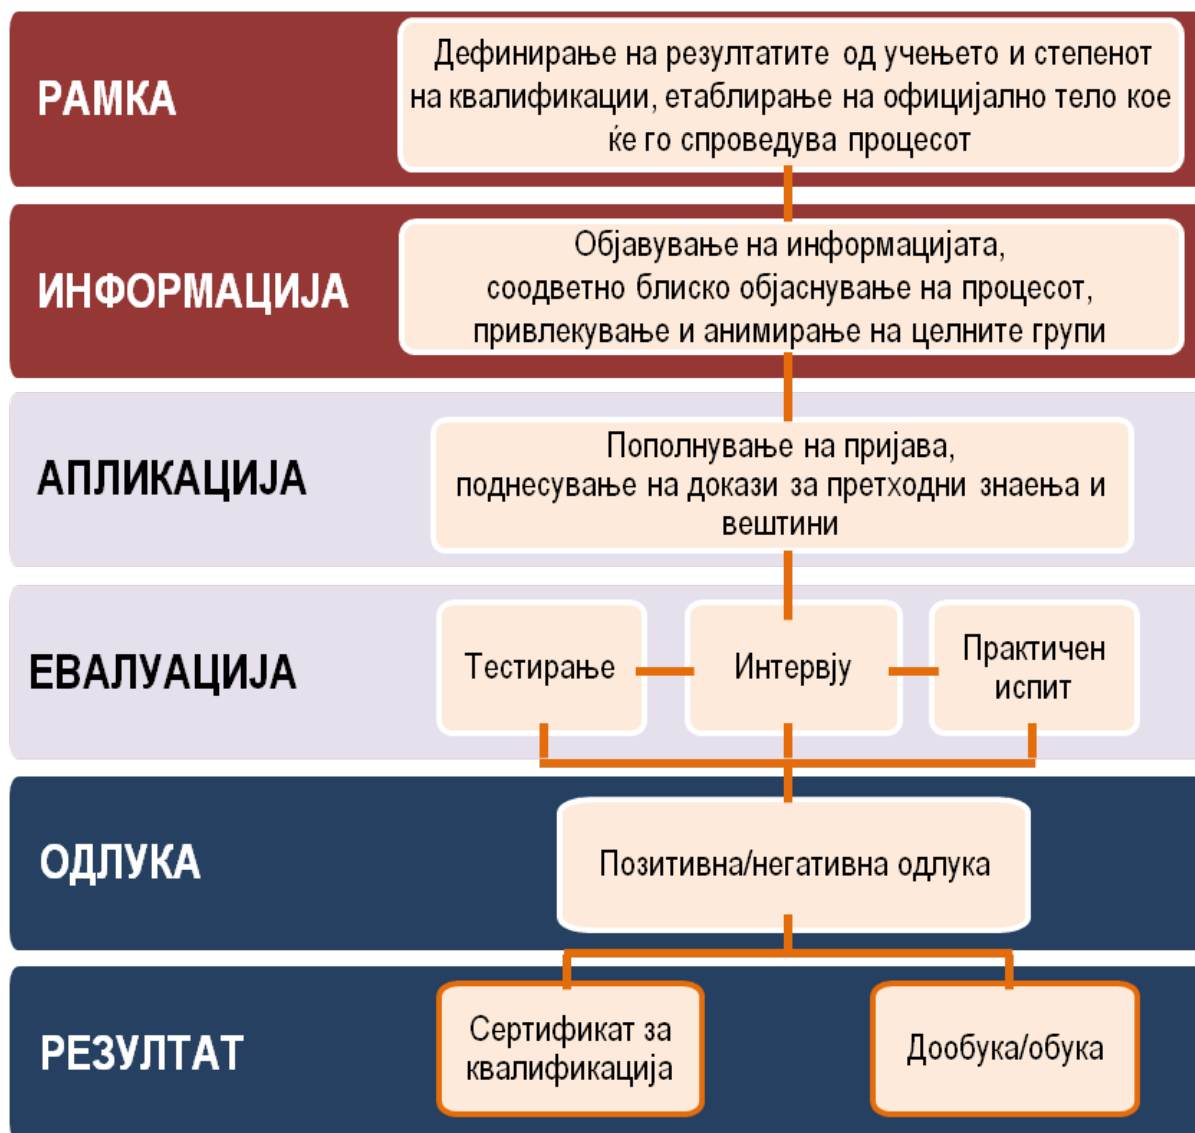 РАМКА
Дефинирање на резултатите од учењето и степенот
на квалификации, етаблирање на официјално тело кое
ќе го спроведува процесот
ИНФОРМАЦИЈА
Објавување на информацијата,
соодветно блиско објаснување на процесот,
привлекување и анимирање на целните групи
АПЛИКАЦИЈА
Пополнување на пријава,
поднесување на докази за претходни знаења и
вештини
ЕВАЛУАЦИЈА
Тестирање
Интервју
Практичен
испит
ОДЛУКА
Позитивна/негативна одлука
РЕЗУЛТАТ
Сертификат за
квалификација
Дообука/обука